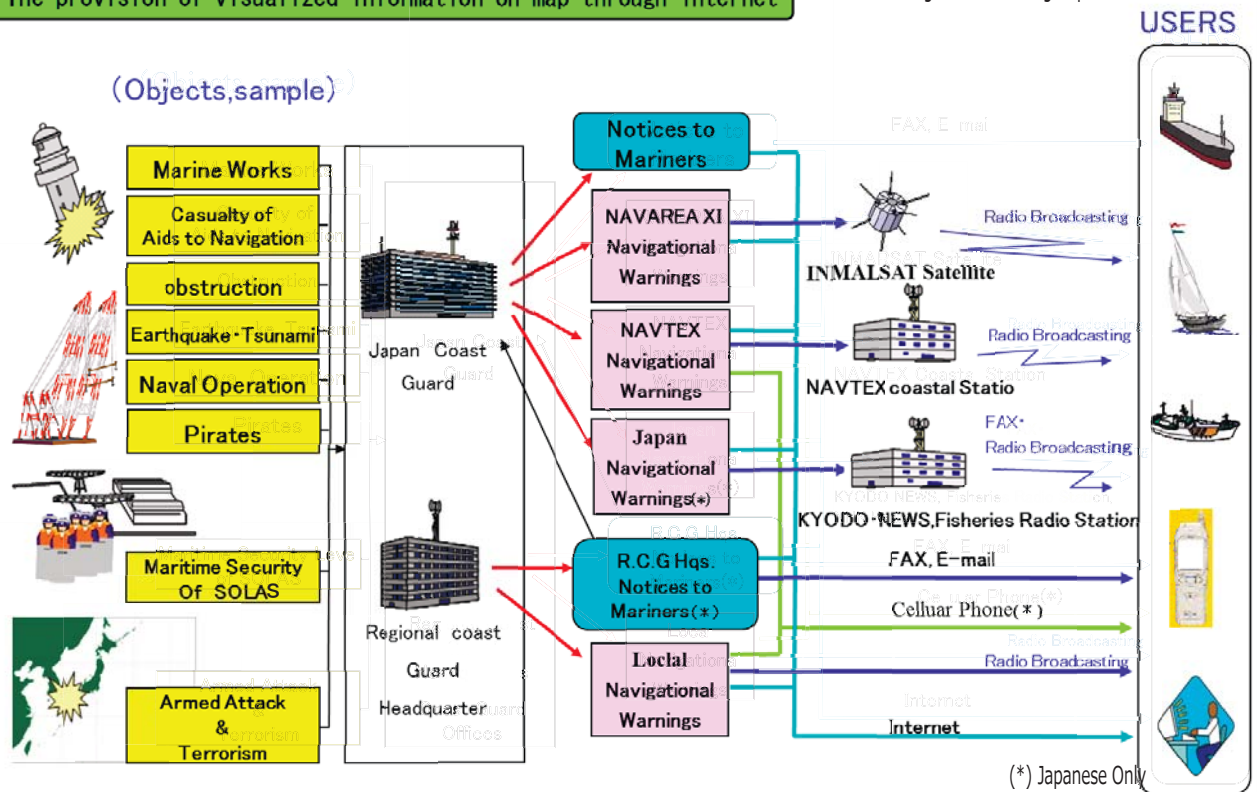 The provision of visualized information on map through internet
USERS
(Objects,sample)
Marine Works
Casualty of
Aids to Navigation
obstruction
Earthquake・Tsunami
Naval Operation
Pirates
Maritime Security
Of SOLAS
Armed Attack
&
Terrorism
Japan Coast
Guard
Regional coast
Guard
Headquarter
Notices to
Mariners
NAVAREA XI
Navigational
Warnings
NAVTEX
Navigational
Warnings
Japan
Navigational
Warnings(*)
R.C.G Hqs.
Notices to
Mariners(*)
Loclal
Navigational
Warnings
Radio Broadcasting
INMALSAT Satellite
Radio Broadcasting
NAVTEX coastal Statio
FAX・
Radio Broadcasting
KYODO・NEWS,Fisheries Radio Station
FAX, E-mail
Celluar Phone(*)
Radio Broadcasting
Internet
(*) Japanese Only